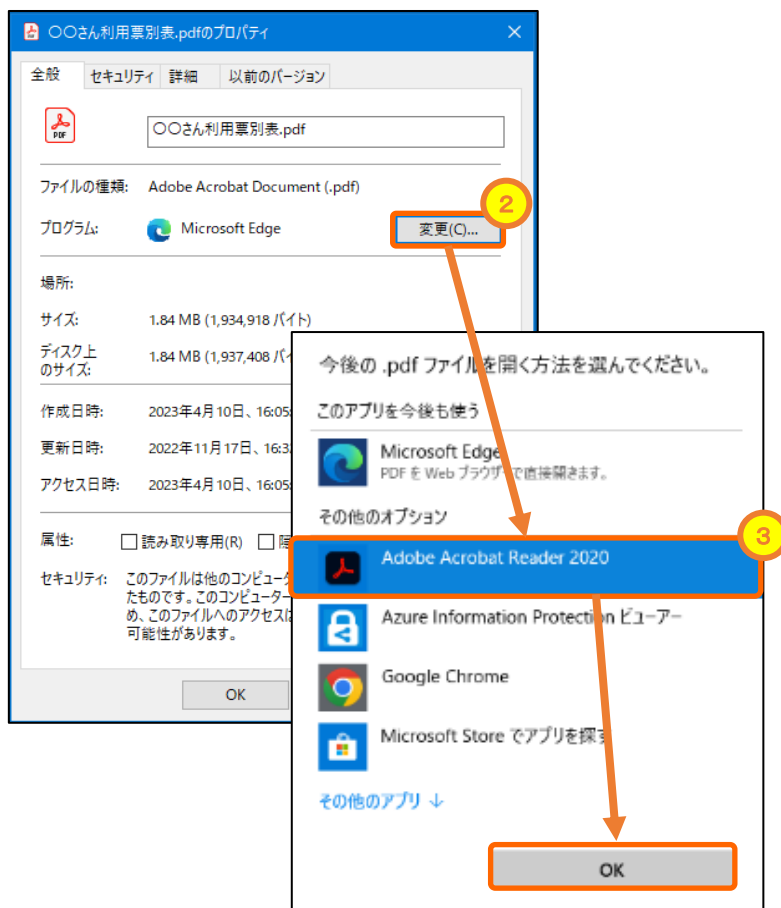 〇〇さん利用票別表.pdfのプロパティ
全般 セキュリティ 詳細 以前のバージョン
PDF
〇〇さん利用票別表.pdf
ファイルの種類: Adobe Acrobat Document (.pdf)
②
プログラム: Microsoft Edge 変更(C)...
場所:
サイズ: 1.84 MB (1,934,918 バイト)
ディスク上
のサイズ:
1.84 MB (1,937,408 バイ
作成日時: 2023年4月10日、16:05:
更新日時: 2022年11月17日、16:3
アクセス日時: 2023年4月10日、16:05:
属性: 読み取り専用(R)
セキュリティ: このファイルは他のコンピュータ
たものです。このコンピューター
め、このファイルへのアクセスは
可能性があります。
OK
今後の .pdf ファイルを開く方法を選んでください。
このアプリを今後も使う
Microsoft Edge
PDF を Web ブラウザーで直接開きます。
その他のオプション
③
Adobe Acrobat Reader 2020
Azure Information Protection ビューアー
Google Chrome
Microsoft Store でアプリを探す
その他のアプリ ↓
OK